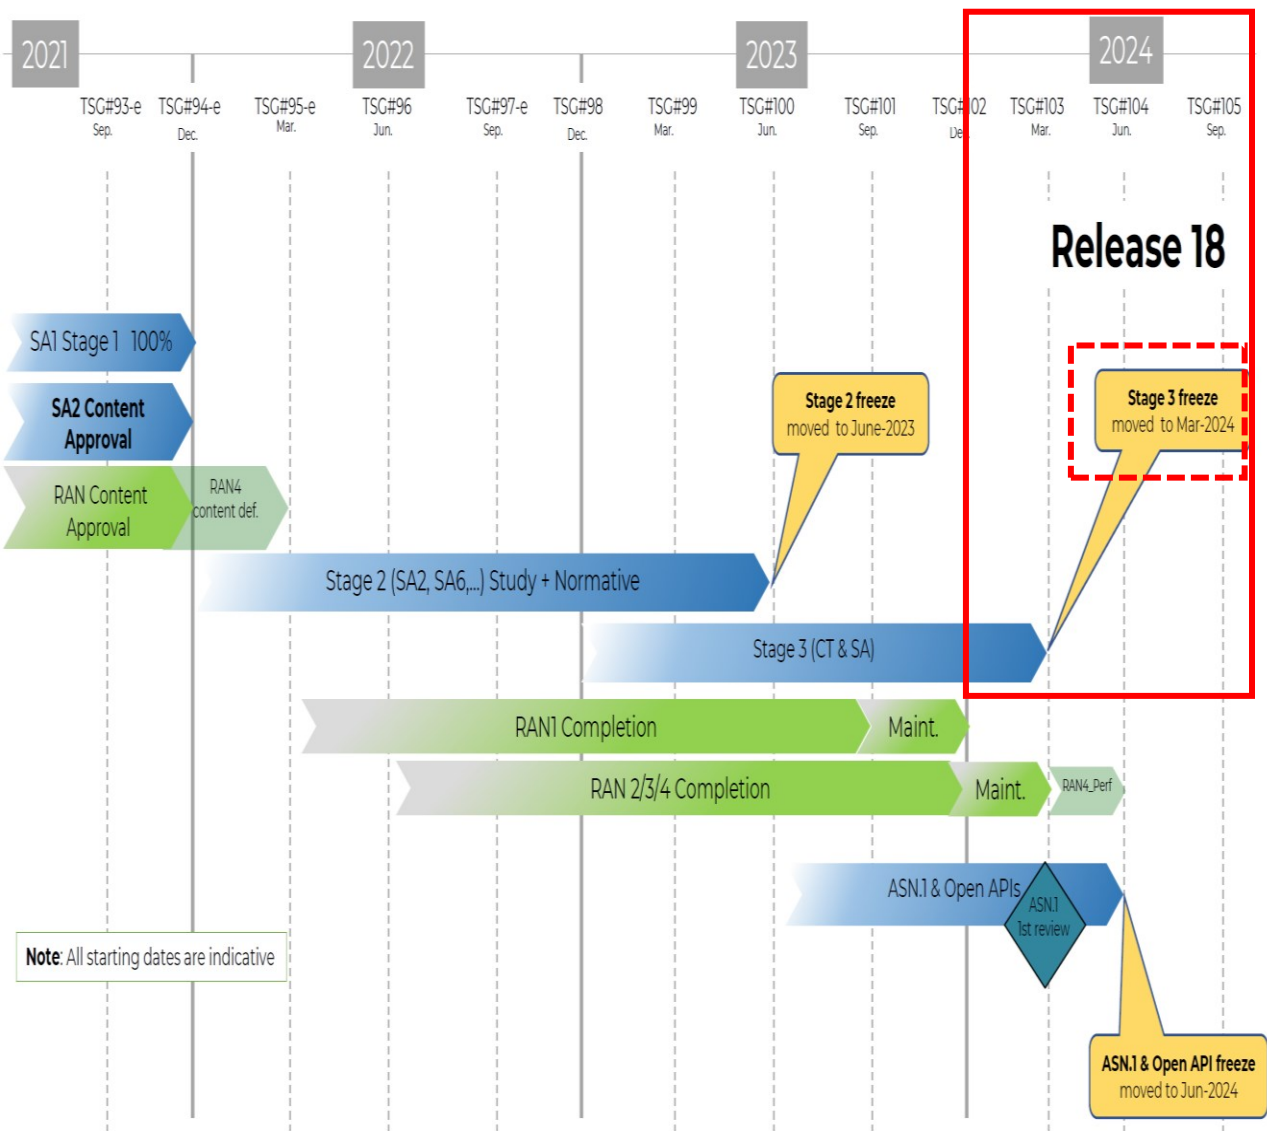 2021
2022
2023
2024
TSG#93-e
Sep.
TSG#94-e
Dec.
TSG#95-e
Mar.
TSG#96
Jun.
TSG#97-e
Sep.
TSG#98
Dec.
TSG#99
Mar.
TSG#100
Jun.
TSG#101
Sep.
TSG#102
Dec.
TSG#103
Mar.
TSG#104
Jun.
TSG#105
Sep.
Release 18
SA1 Stage 1 100%
SA2 Content
Approval
RAN Content
Approval
RAN4
content def.
Stage 2 freeze
moved to June-2023
Stage 3 freeze
moved to Mar-2024
Stage 2 (SA2, SA6,...) Study + Normative
Stage 3 (CT & SA)
RAN1 Completion
Maint.
RAN 2/3/4 Completion
Maint.
RAN4_Perf
ASN.1 & Open APIs
ASN.1
1st review
Note: All starting dates are indicative
ASN.1 & Open API freeze
moved to Jun-2024